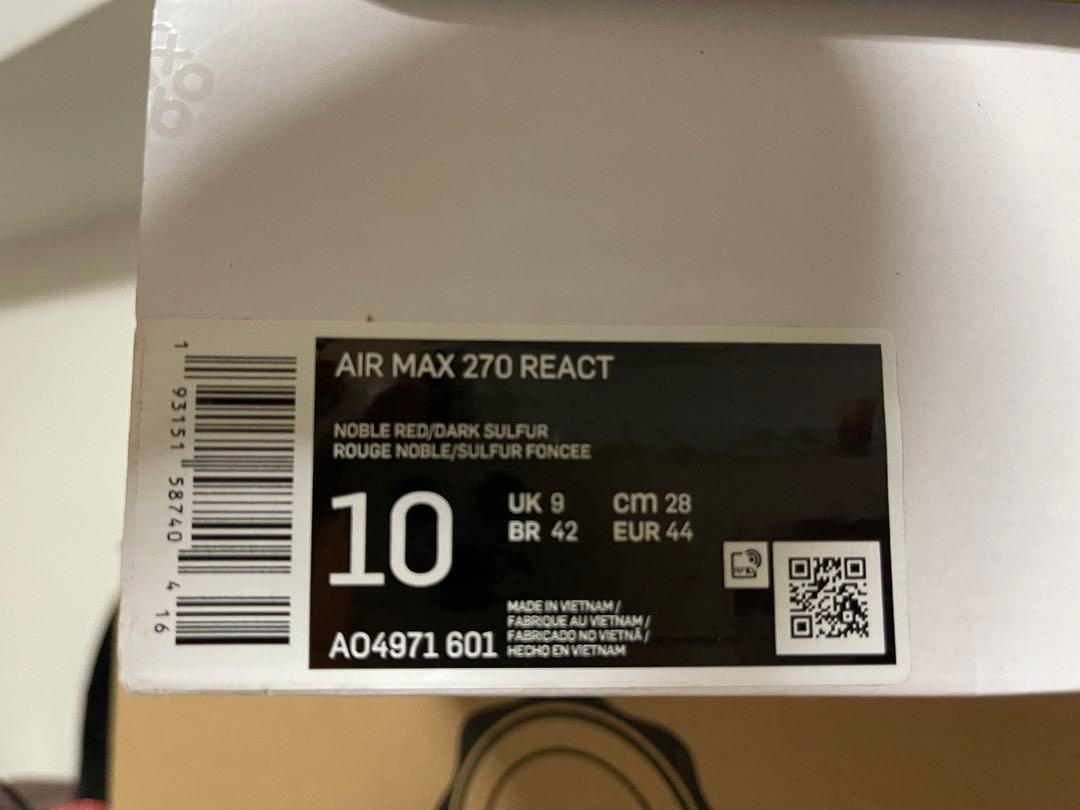 AIR MAX 270 REACT
NOBLE RED/DARK SULFUR
ROUGE NOBLE/SULFUR FONCEE
10
UK 9 cm 28
BR 42 EUR 44
AO4971 601
MADE IN VIETNAM /
FABRIQUE AU VIETNAM /
FABRICADO NO VIETNÃ /
HECHO EN VIETNAM
RFID
1 93151 58740 4 16